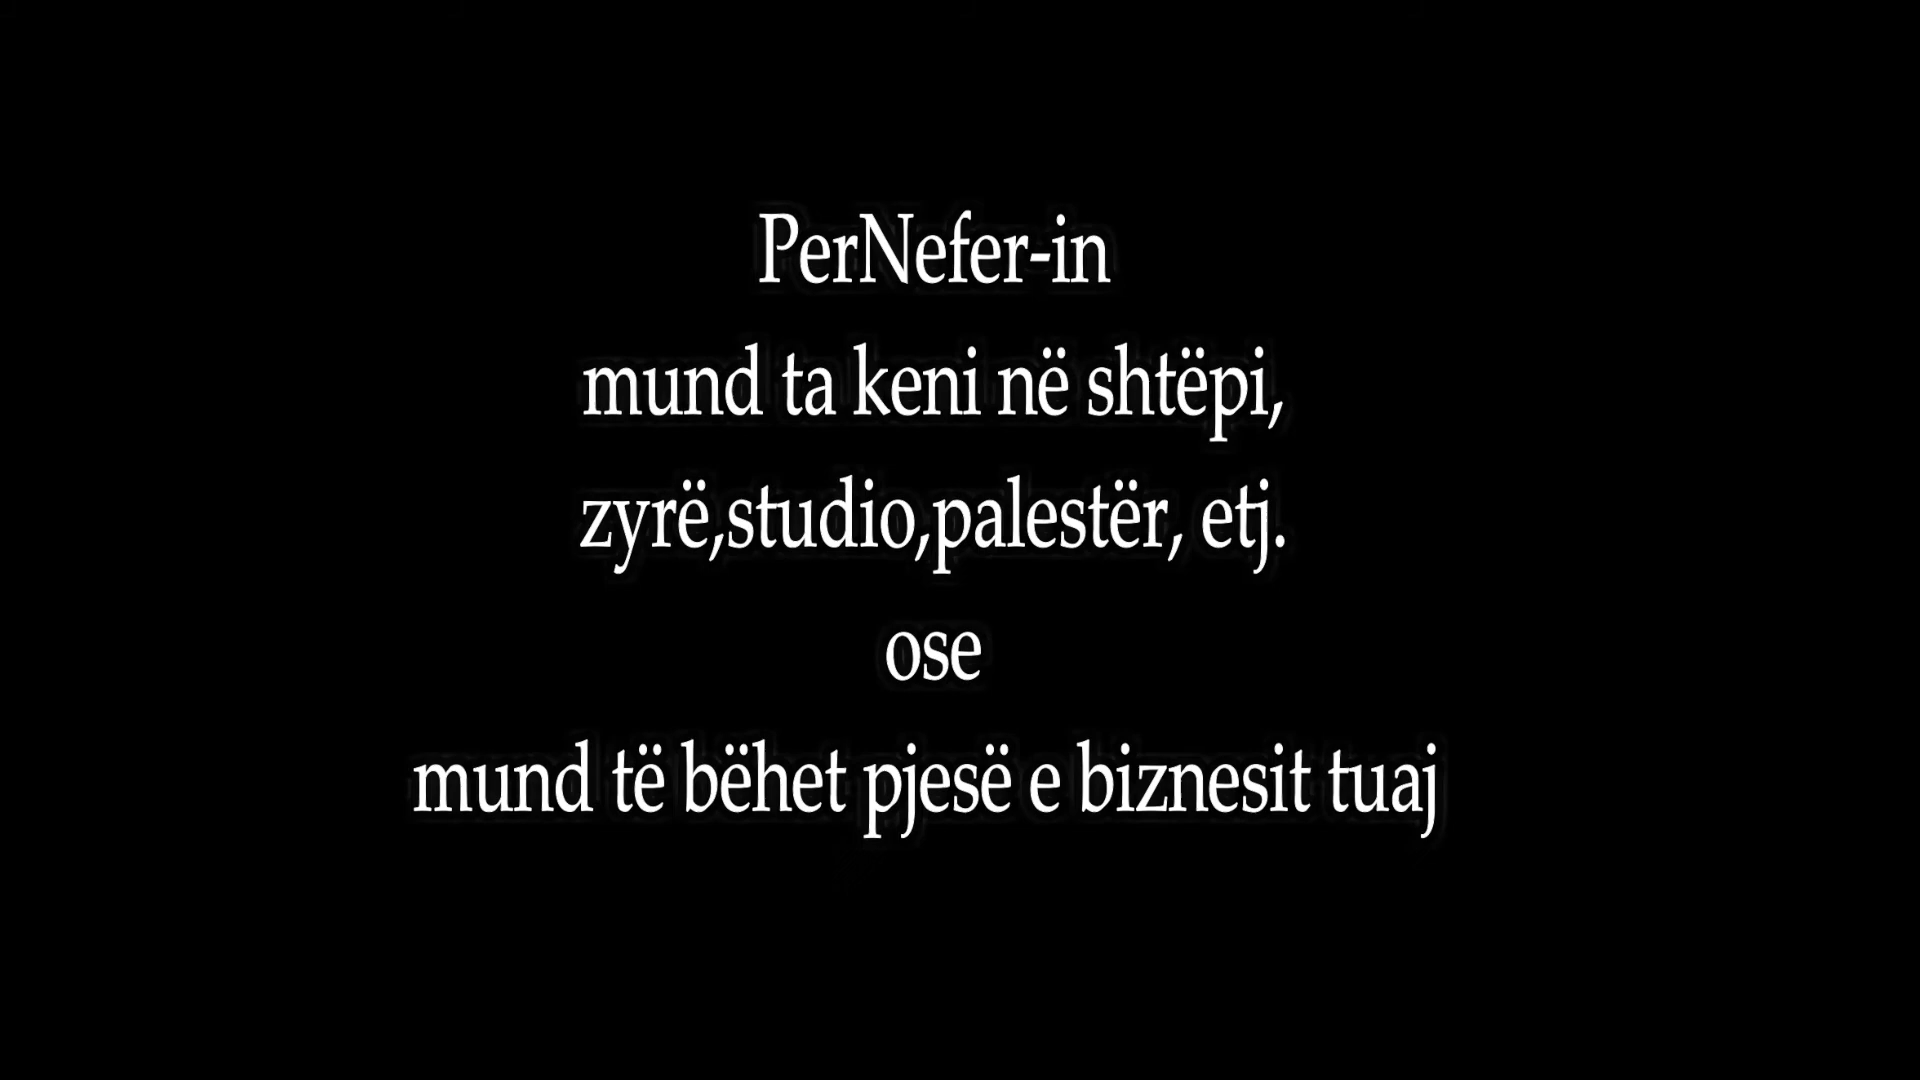 PerNefer-in
mund ta keni në shtëpi,
zyrë,studio,palestër, etj.
ose
mund të bëhet pjesë e biznesit tuaj